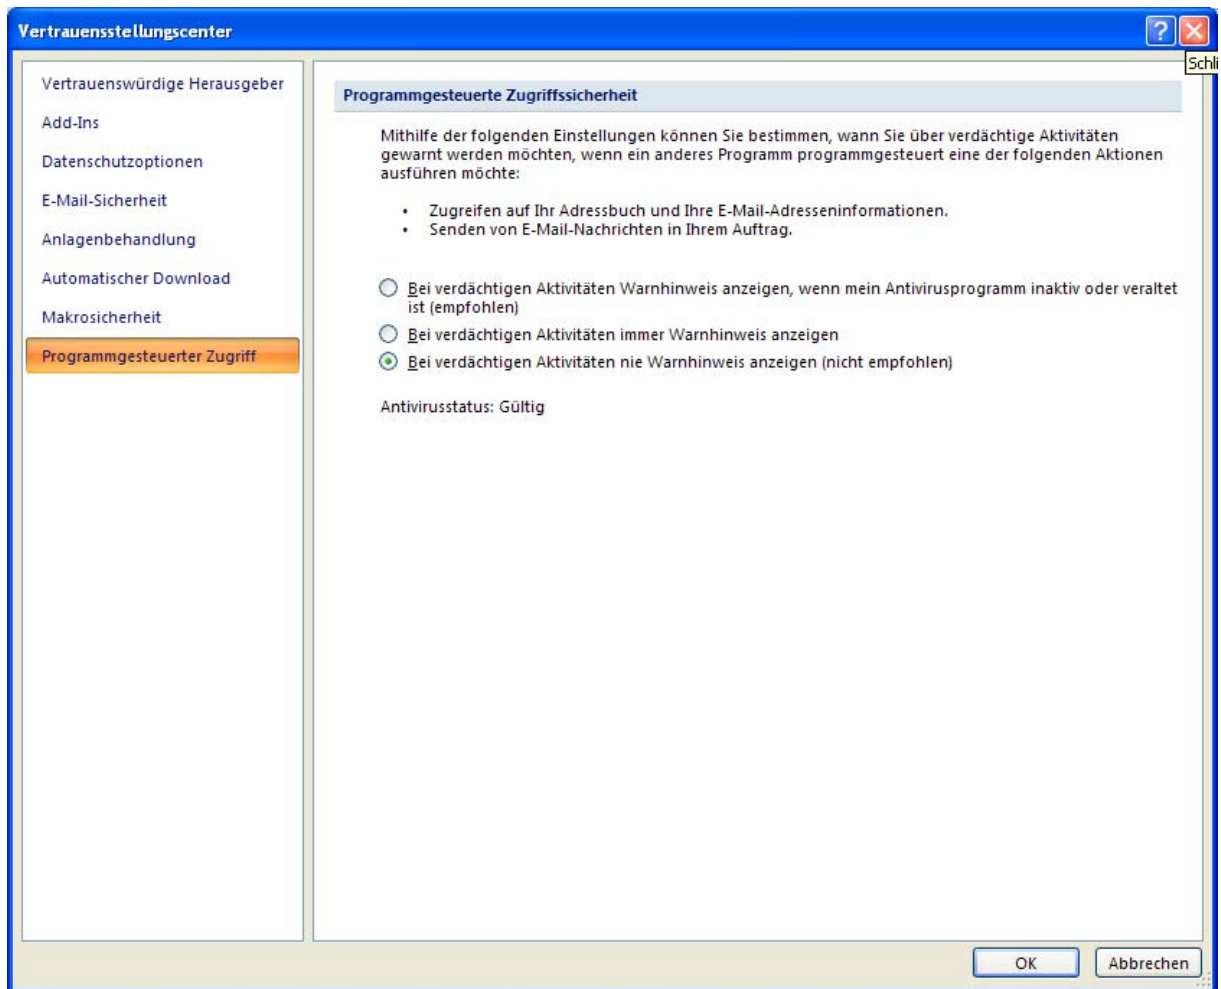 Vertrauensstellungscenter
?
Schli
Vertrauenswürdige Herausgeber
Add-Ins
Datenschutzoptionen
E-Mail-Sicherheit
Anlagenbehandlung
Automatischer Download
Makrosicherheit
Programmgesteuerter Zugriff
Programmgesteuerte Zugriffssicherheit
Mithilfe der folgenden Einstellungen können Sie bestimmen, wann Sie über verdächtige Aktivitäten
gewarnt werden möchten, wenn ein anderes Programm programmgesteuert eine der folgenden Aktionen
ausführen möchte:
• Zugreifen auf Ihr Adressbuch und Ihre E-Mail-Adresseninformationen.
• Senden von E-Mail-Nachrichten in Ihrem Auftrag.
Bei verdächtigen Aktivitäten Warnhinweis anzeigen, wenn mein Antivirusprogramm inaktiv oder veraltet
ist (empfohlen)
Bei verdächtigen Aktivitäten immer Warnhinweis anzeigen
Bei verdächtigen Aktivitäten nie Warnhinweis anzeigen (nicht empfohlen)
Antivirusstatus: Gültig
OK
Abbrechen